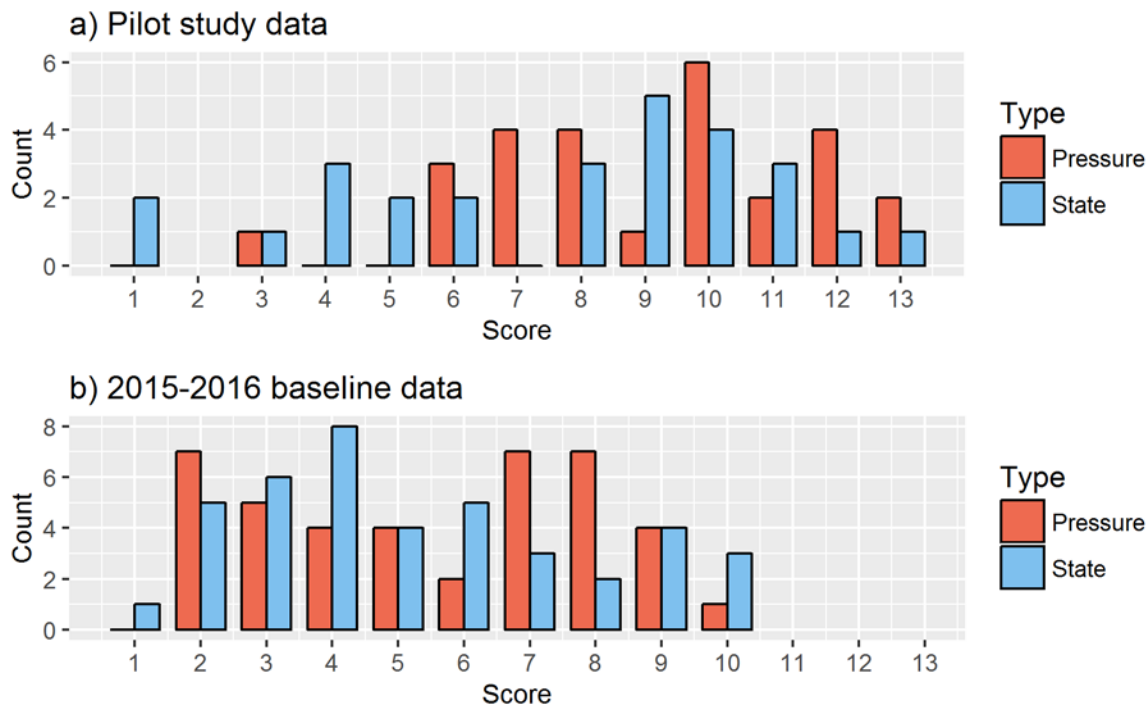 a) Pilot study data
6
4
2
0
Count
1 2 3 4 5 6 7 8 9 10 11 12 13
Score
Type
Pressure
State
b) 2015-2016 baseline data
8
6
4
2
0
Count
1 2 3 4 5 6 7 8 9 10 11 12 13
Score
Type
Pressure
State